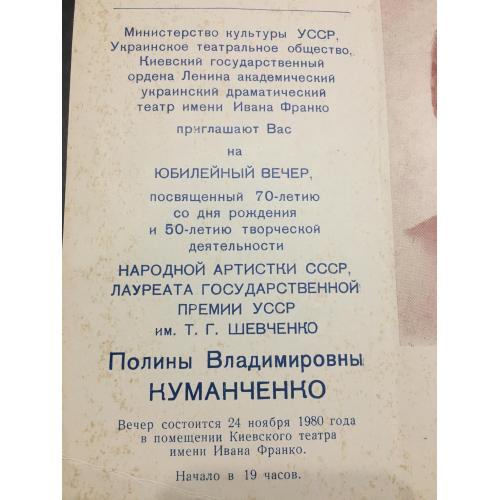 Министерство культуры УССР,
Украинское театральное общество,
Киевский государственный
ордена Ленина академический
украинский драматический
театр имени Ивана Франко
приглашают Вас
на
ЮБИЛЕЙНЫЙ ВЕЧЕР,
посвященный 70-летию
со дня рождения
и 50-летию творческой
деятельности
НАРОДНОЙ АРТИСТКИ СССР,
ЛАУРЕАТА ГОСУДАРСТВЕННОЙ
ПРЕМИИ УССР
им. Т. Г. ШЕВЧЕНКО
Полины Владимировны
КУМАНЧЕНКО
Вечер состоится 24 ноября 1980 года
в помещении Киевского театра
имени Ивана Франко.
Начало в 19 часов.